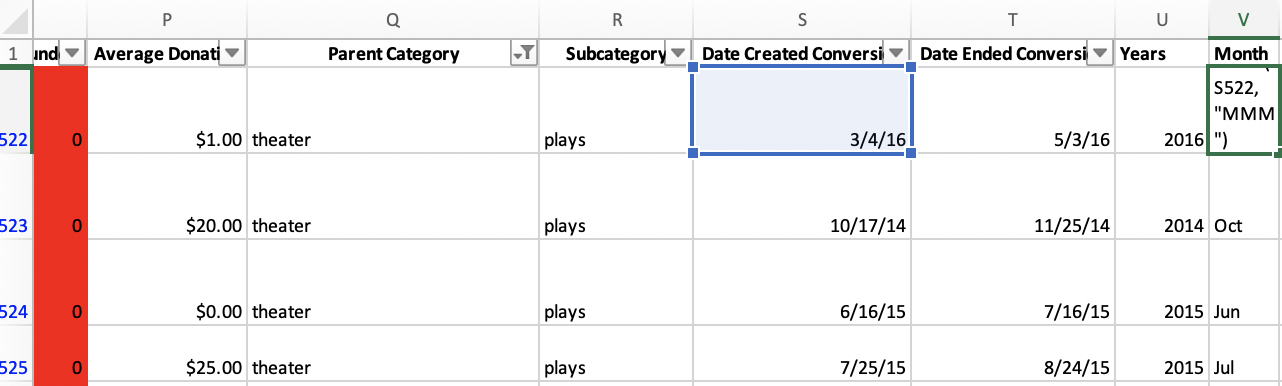 P Q R S T U V
1 Average Donati Parent Category Subcategory Date Created Conversi Date Ended Conversi Years Month
522 0 $1.00 theater plays 3/4/16 5/3/16 2016 S522,
"MMM
")
523 0 $20.00 theater plays 10/17/14 11/25/14 2014 Oct
524 0 $0.00 theater plays 6/16/15 7/16/15 2015 Jun
525 0 $25.00 theater plays 7/25/15 8/24/15 2015 Jul